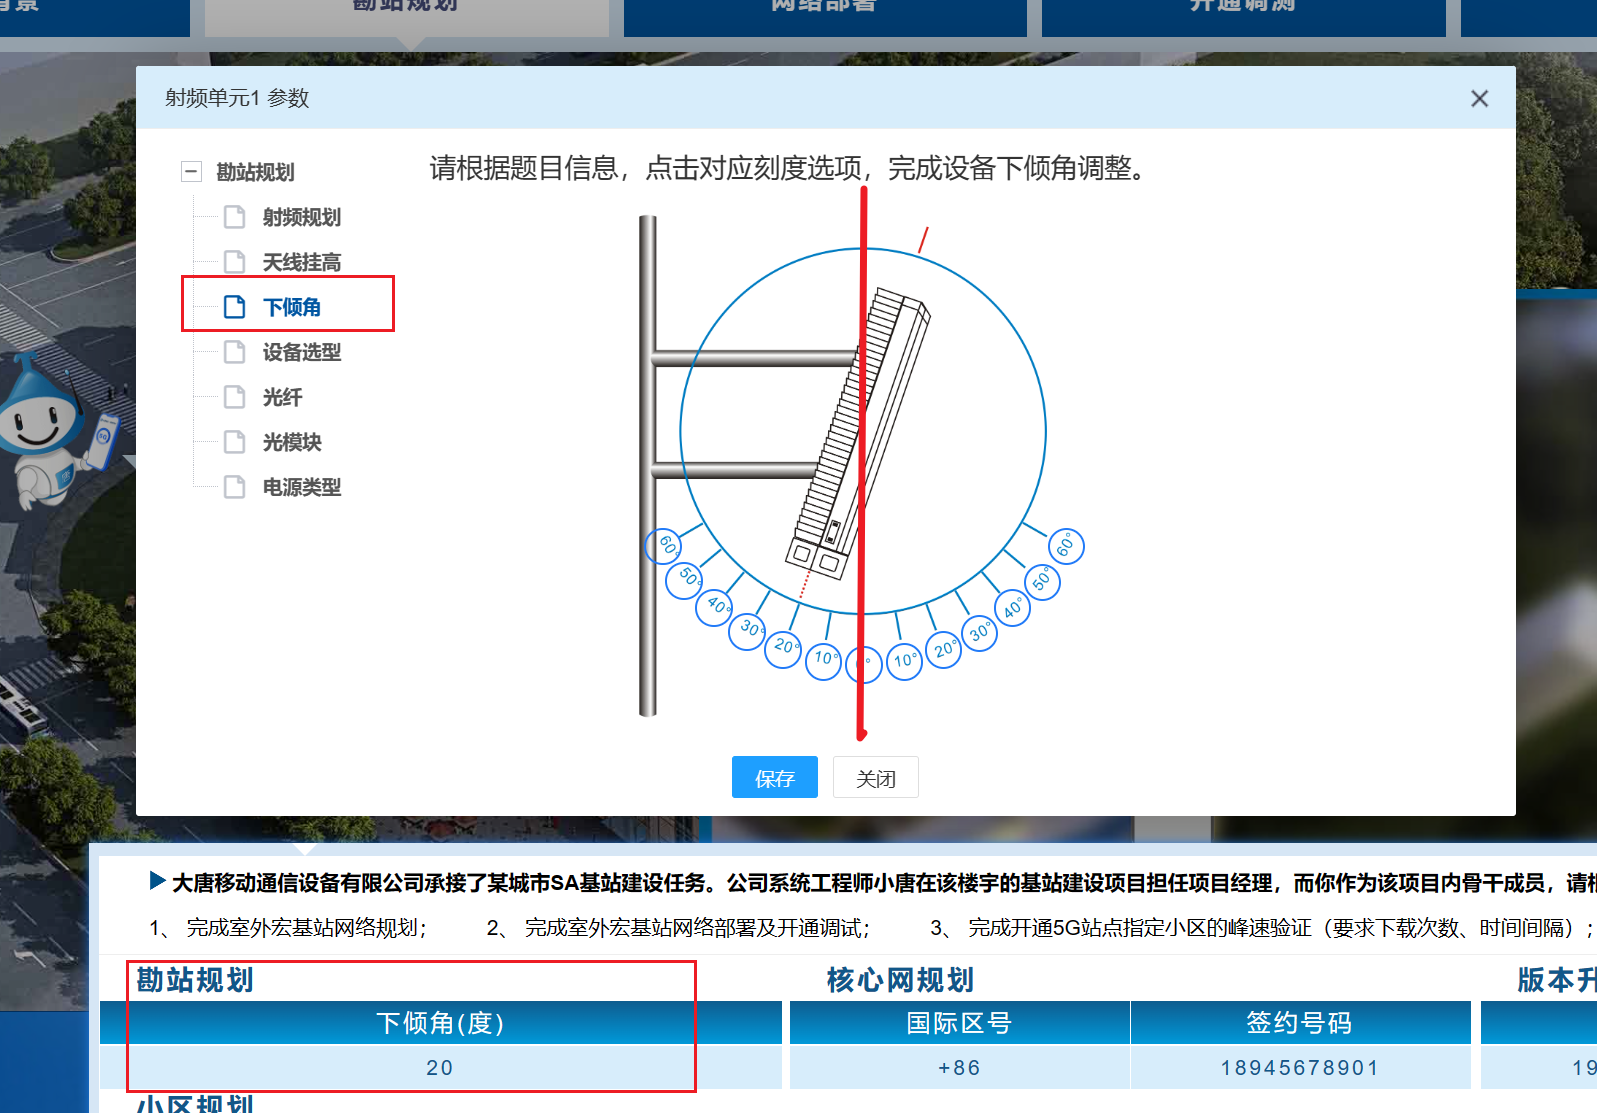 背景
勘站规划
网络部署
开通调测
射频单元1 参数
勘站规划
射频规划
天线挂高
下倾角
设备选型
光纤
光模块
电源类型
请根据题目信息，点击对应刻度选项，完成设备下倾角调整。
60° 50° 40° 30° 20° 10° 0° 10° 20° 30° 40° 50° 60°
保存
关闭
5G
大唐移动通信设备有限公司承接了某城市SA基站建设任务。公司系统工程师小唐在该楼宇的基站建设项目担任项目经理，而你作为该项目内骨干成员，请根
1、 完成室外宏基站网络规划； 2、 完成室外宏基站网络部署及开通调试； 3、 完成开通5G站点指定小区的峰速验证（要求下载次数、时间间隔）；
勘站规划
核心网规划
版本升
下倾角(度)
国际区号
签约号码
20
+86
18945678901
19
小区规划